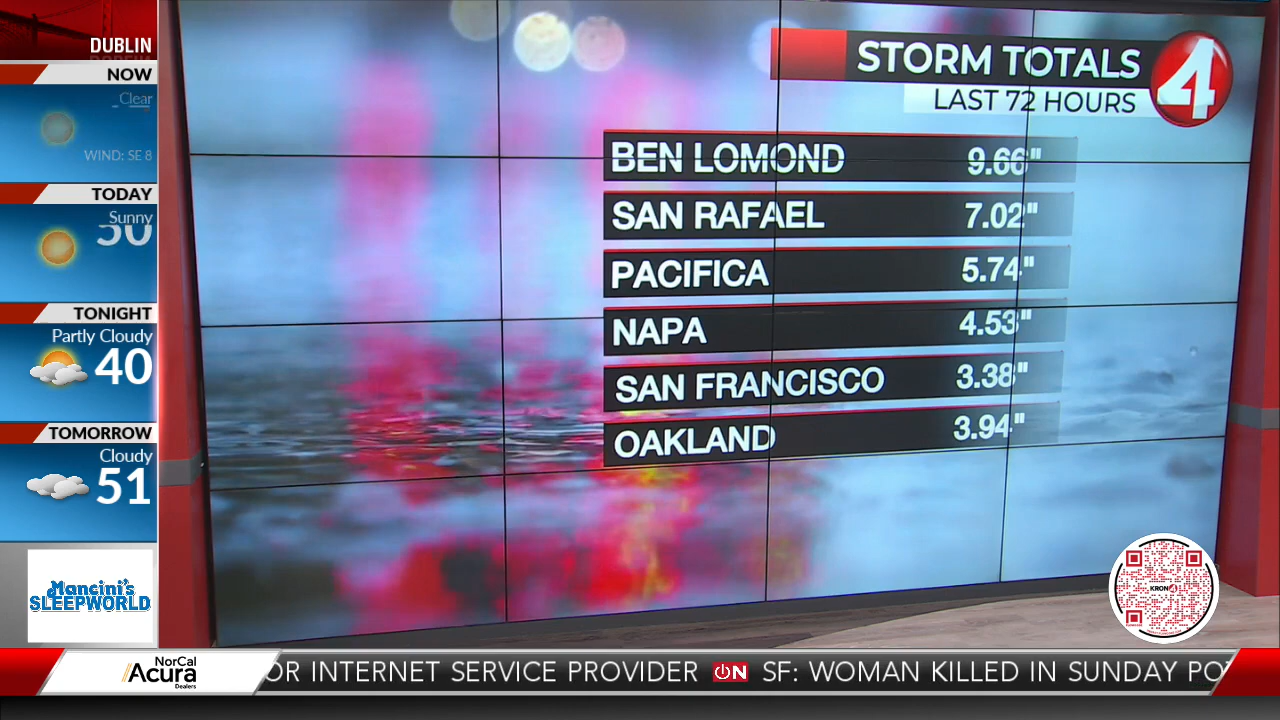 DUBLIN
NOW
Clear
WIND: SE 8
TODAY
Sunny
TONIGHT
Partly Cloudy
40
TOMORROW
Cloudy
51
Mancini's
SLEEPWORLD
STORM TOTALS
4
LAST 72 HOURS
BEN LOMOND 9.66"
SAN RAFAEL 7.02"
PACIFICA 5.74"
NAPA 4.53"
SAN FRANCISCO 3.38"
OAKLAND 3.94"
KRON4
NorCal
Acura
Dealers
OR INTERNET SERVICE PROVIDER ON SF: WOMAN KILLED IN SUNDAY